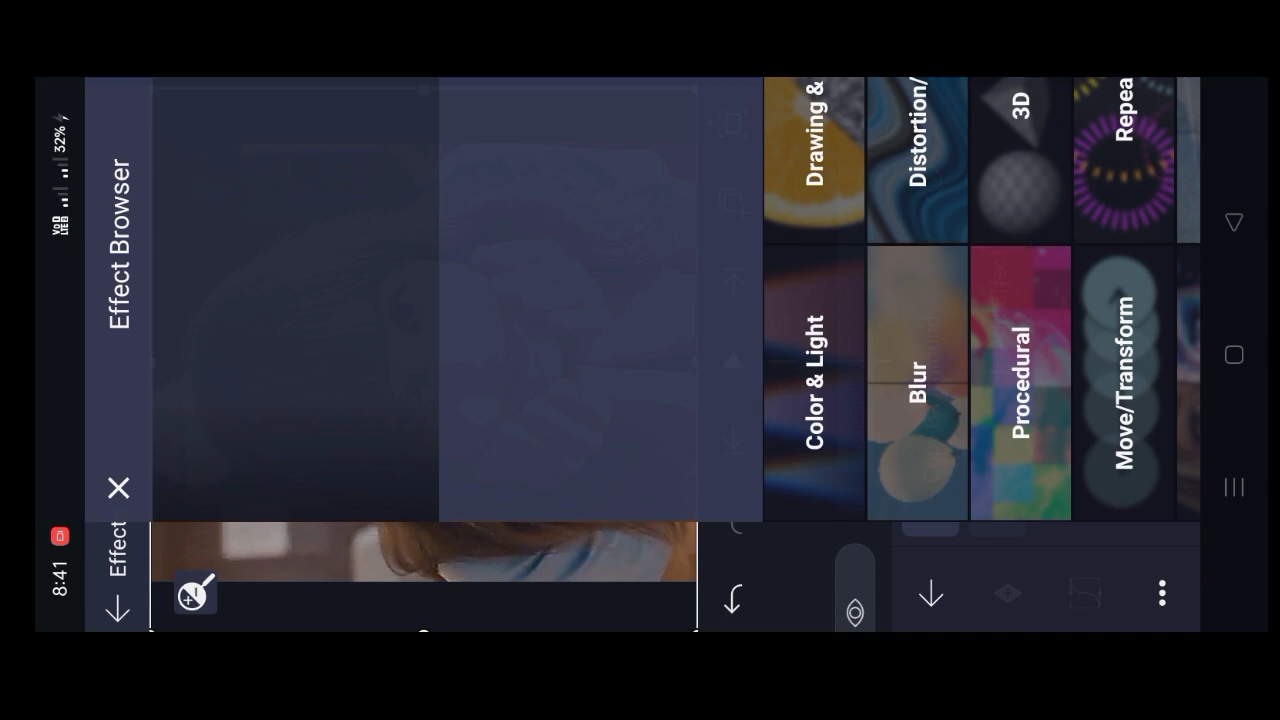 8:41
32%
Effect
Effect Browser
Color & Light
Drawing &
Blur
Distortion/
Procedural
3D
Move/Transform
Repea